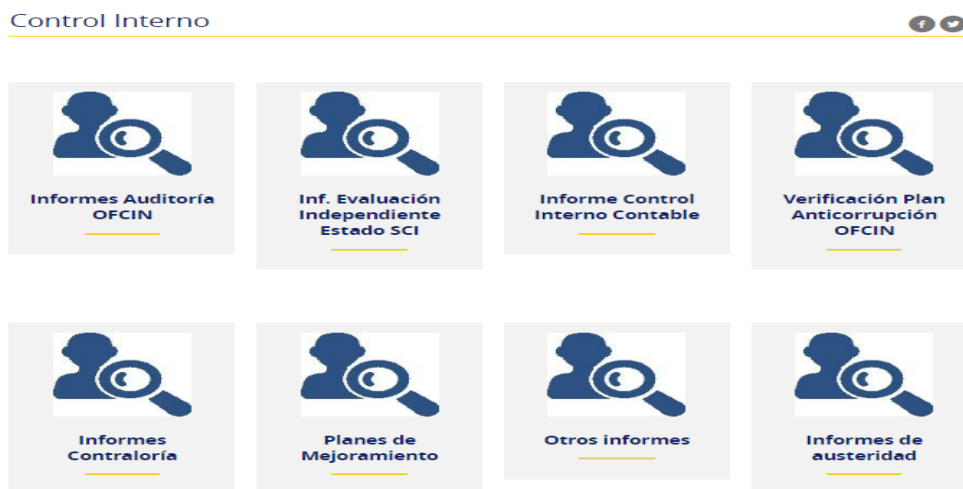 Control Interno
Informes Auditoría
OFCIN
Inf. Evaluación
Independiente
Estado SCI
Informe Control
Interno Contable
Verificación Plan
Anticorrupción
OFCIN
Informes
Contraloría
Planes de
Mejoramiento
Otros informes
Informes de
austeridad